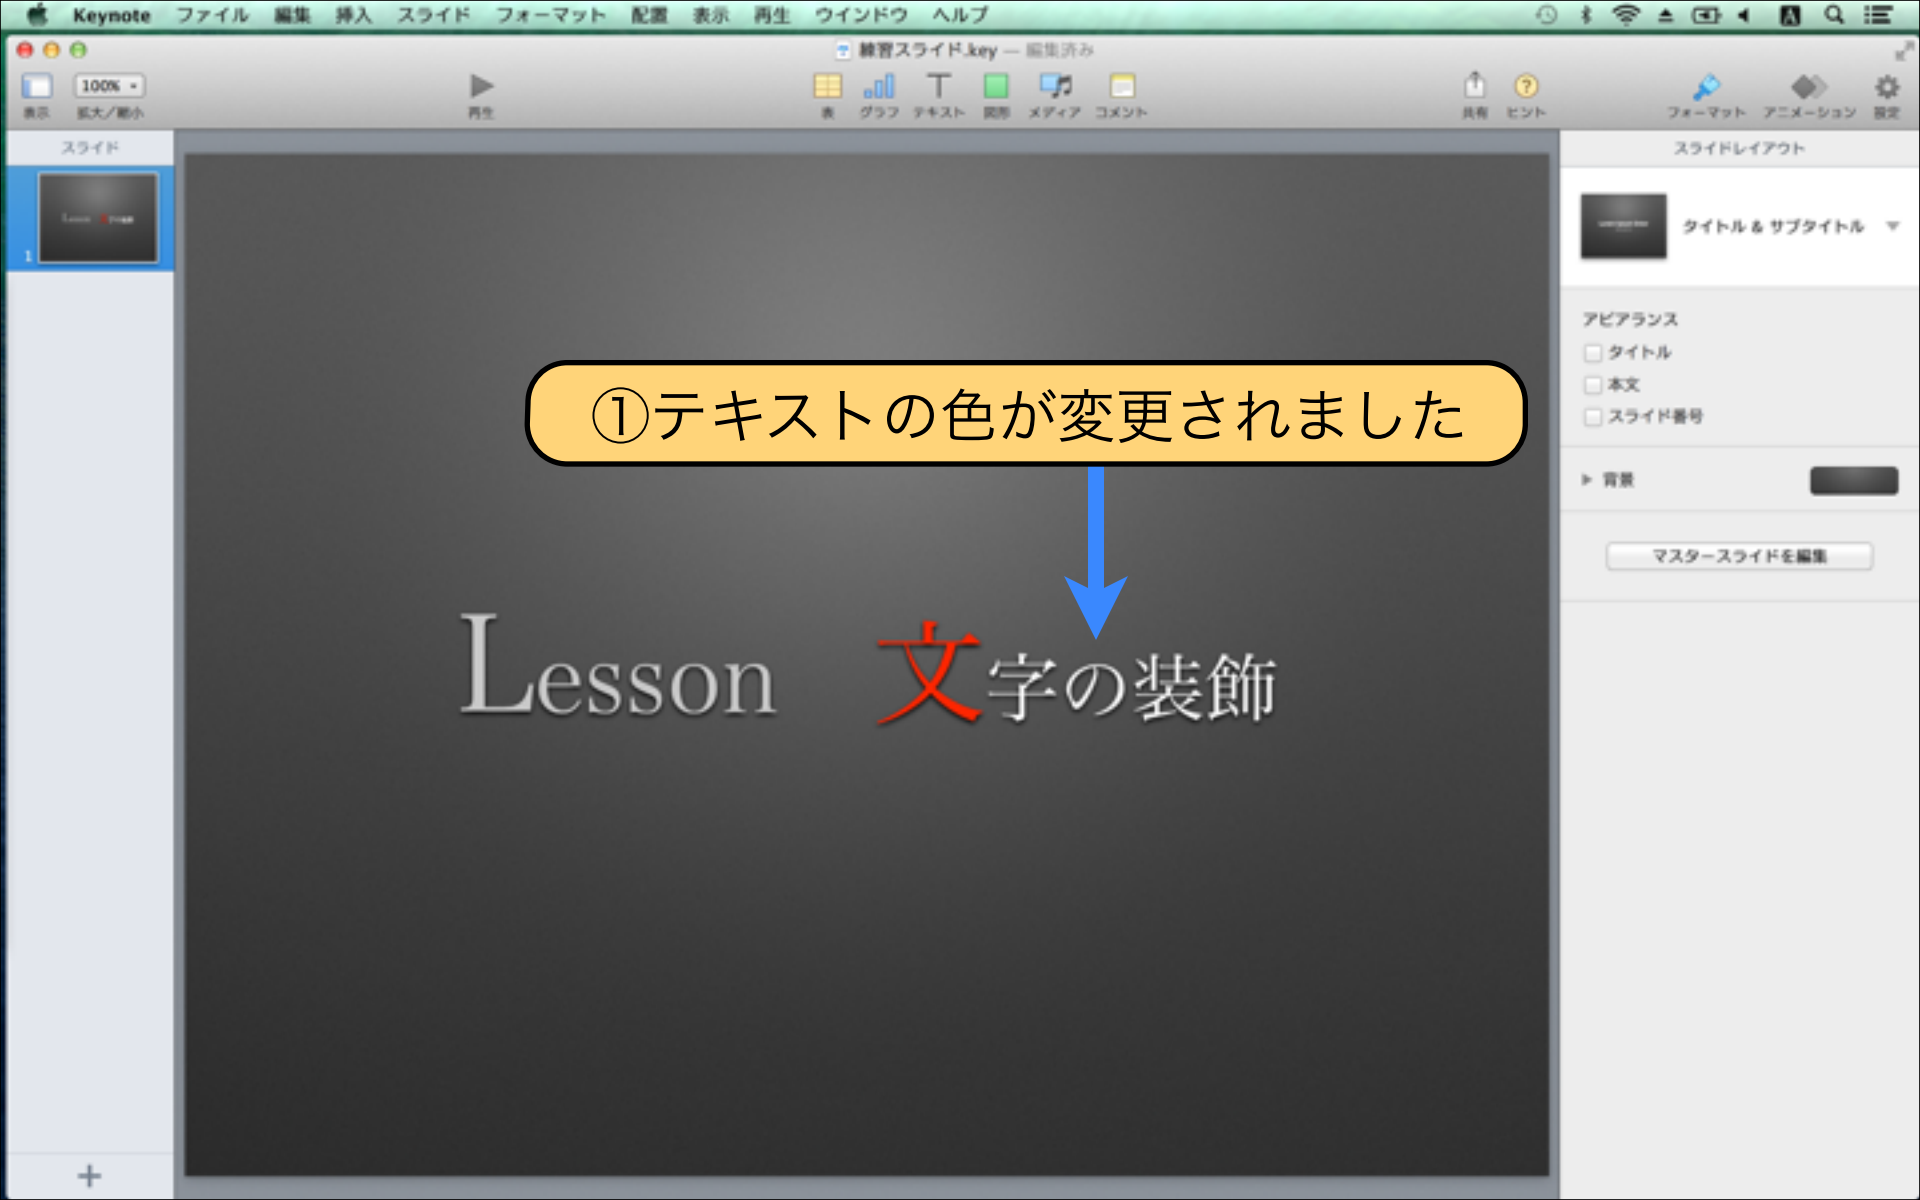 Keynote ファイル 編集 挿入 スライド フォーマット 配置 表示 再生 ウインドウ ヘルプ
練習スライド.key — 編集済み
100%
表示 拡大/縮小 再生 表 グラフ テキスト 図形 メディア コメント 共有 ヒント フォーマット アニメーション 設定
スライド
スライドレイアウト
1
タイトル & サブタイトル
アピアランス
タイトル
本文
スライド番号
背景
マスタースライドを編集
①テキストの色が変更されました
Lesson 文字の装飾